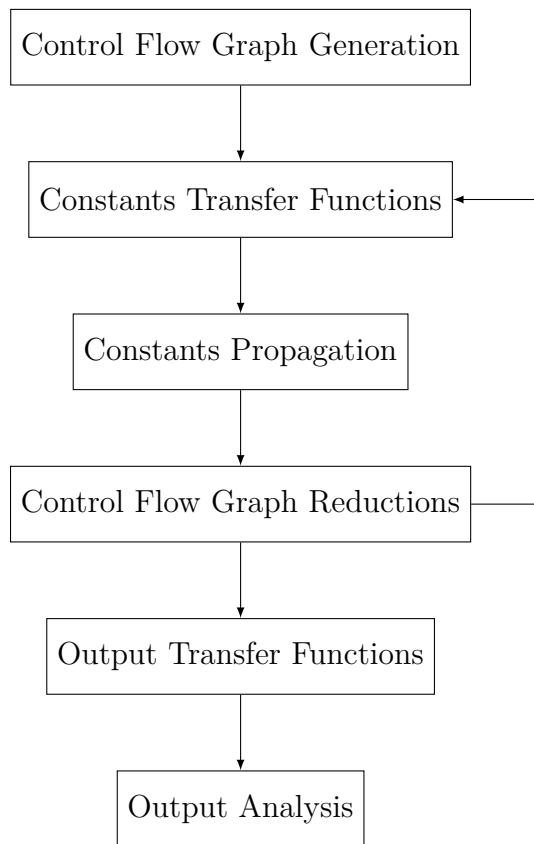 Control Flow Graph Generation
Constants Transfer Functions
Constants Propagation
Control Flow Graph Reductions
Output Transfer Functions
Output Analysis